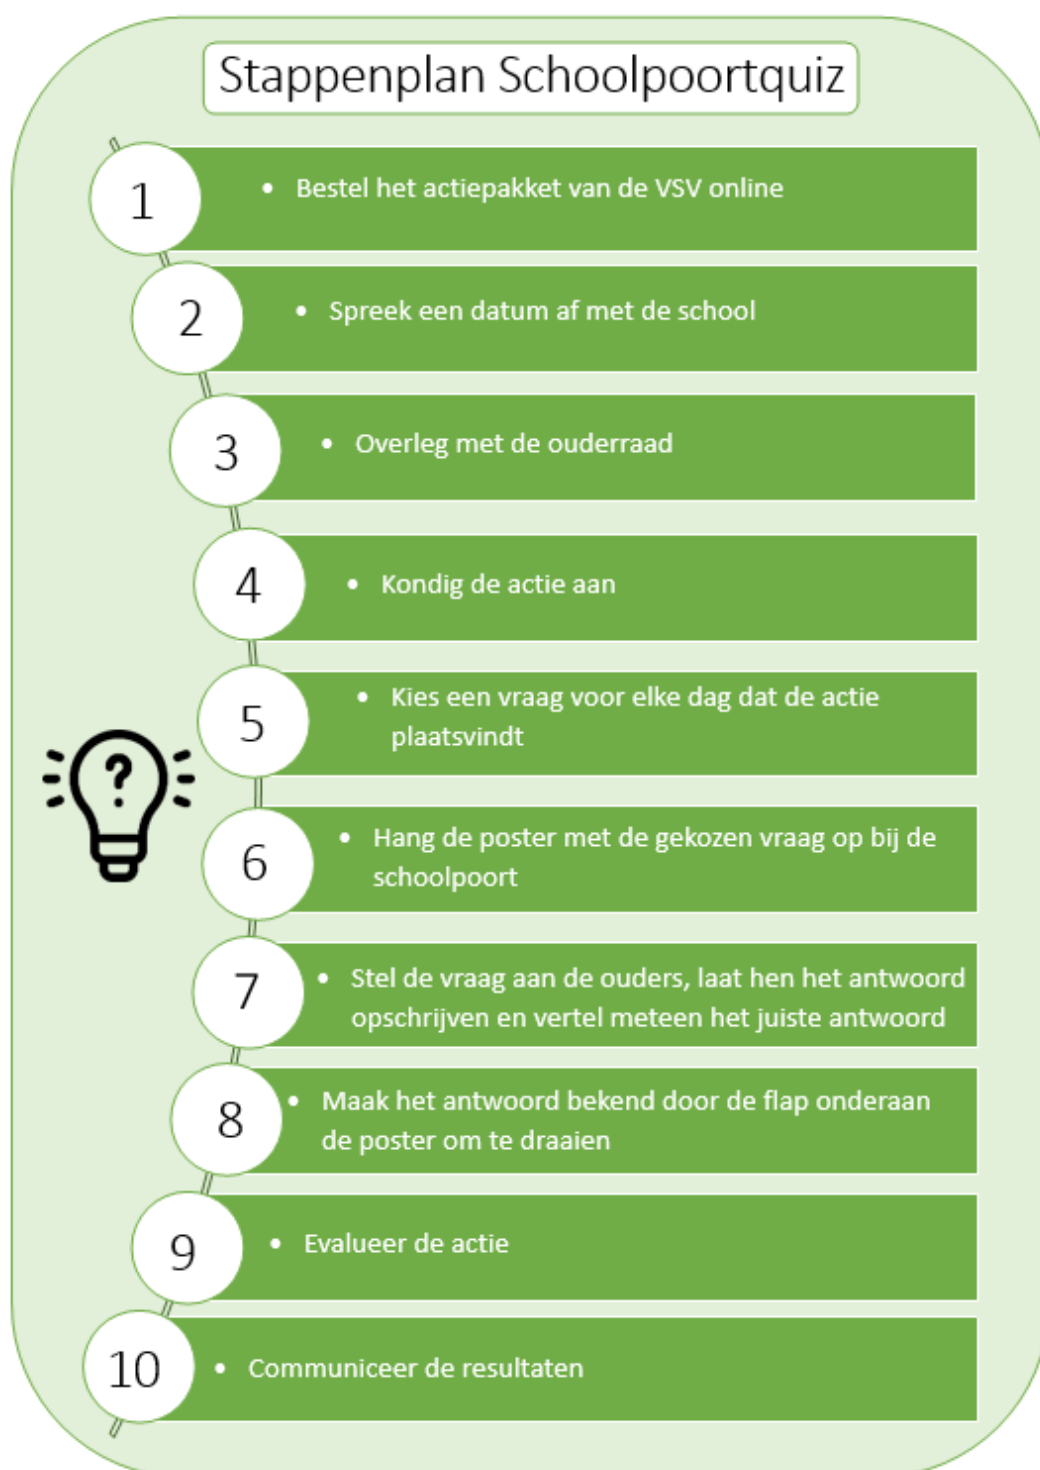 Stappenplan Schoolpoortquiz
1
• Bestel het actiepakket van de VSV online
2
• Spreek een datum af met de school
3
• Overleg met de ouderraad
4
• Kondig de actie aan
5
• Kies een vraag voor elke dag dat de actie
plaatsvindt
?
6
• Hang de poster met de gekozen vraag op bij de
schoolpoort
7
• Stel de vraag aan de ouders, laat hen het antwoord
opschrijven en vertel meteen het juiste antwoord
8
• Maak het antwoord bekend door de flap onderaan
de poster om te draaien
9
• Evalueer de actie
10
• Communiceer de resultaten